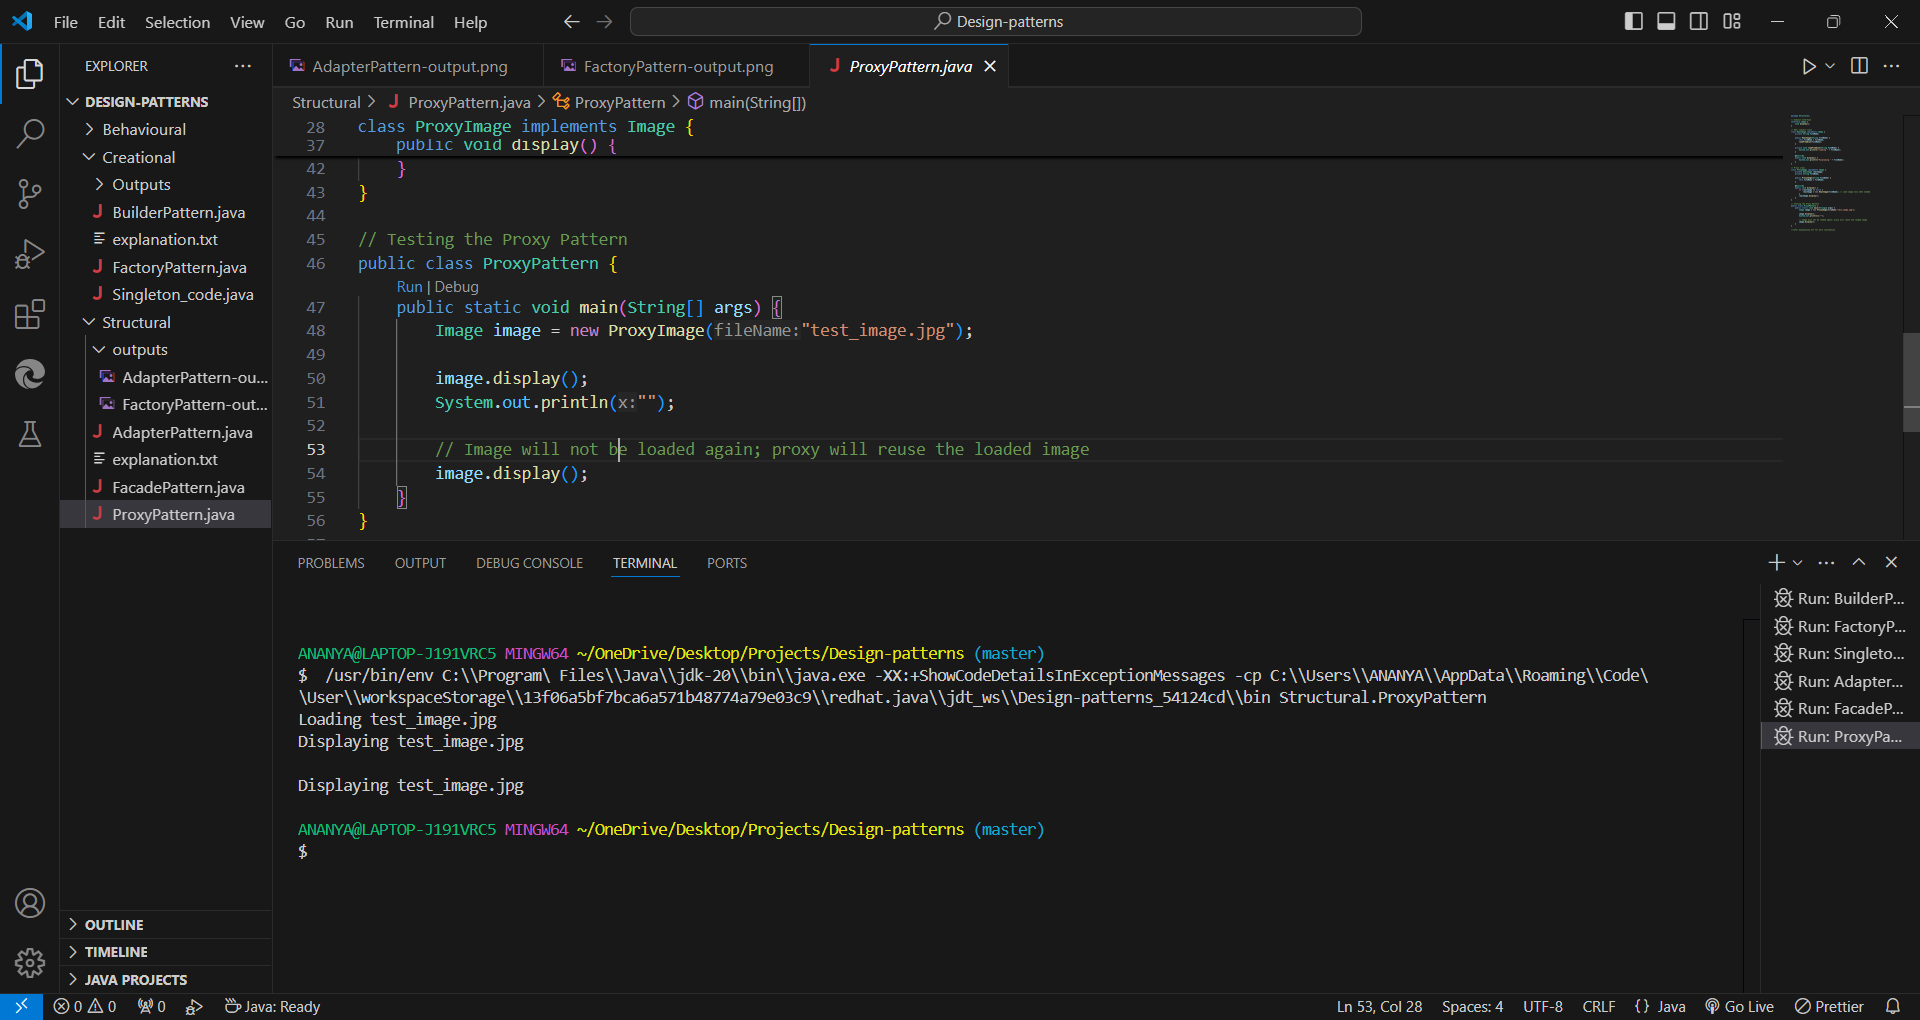 File Edit Selection View Go Run Terminal Help
Design-patterns
EXPLORER
DESIGN-PATTERNS
Behavioural
Creational
Outputs
BuilderPattern.java
explanation.txt
FactoryPattern.java
Singleton_code.java
Structural
outputs
AdapterPattern-ou...
FactoryPattern-out...
AdapterPattern.java
explanation.txt
FacadePattern.java
ProxyPattern.java
OUTLINE
TIMELINE
JAVA PROJECTS
AdapterPattern-output.png FactoryPattern-output.png ProxyPattern.java
Structural ProxyPattern.java ProxyPattern main(String[])
28 class ProxyImage implements Image {
37 public void display() {
42 }
43 }
44
45 // Testing the Proxy Pattern
46 public class ProxyPattern {
Run | Debug
47 public static void main(String[] args) {
48 Image image = new ProxyImage(fileName:"test_image.jpg");
49
50 image.display();
51 System.out.println(x:"");
52
53 // Image will not be loaded again; proxy will reuse the loaded image
54 image.display();
55 }
56 }
PROBLEMS OUTPUT DEBUG CONSOLE TERMINAL PORTS
ANANYA@LAPTOP-J191VRC5 MINGW64 ~/OneDrive/Desktop/Projects/Design-patterns (master)
$ /usr/bin/env C:\\Program\ Files\\Java\\jdk-20\\bin\\java.exe -XX:+ShowCodeDetailsInExceptionMessages -cp C:\\Users\\ANANYA\\AppData\\Roaming\\Code\
\User\\workspaceStorage\\13f06a5bf7bca6a571b48774a79e03c9\\redhat.java\\jdt_ws\\Design-patterns_54124cd\\bin Structural.ProxyPattern
Loading test_image.jpg
Displaying test_image.jpg
Displaying test_image.jpg
ANANYA@LAPTOP-J191VRC5 MINGW64 ~/OneDrive/Desktop/Projects/Design-patterns (master)
$
Run: BuilderP...
Run: FactoryP...
Run: Singleto...
Run: Adapter...
Run: FacadeP...
Run: ProxyPa...
0 0 0 Java: Ready Ln 53, Col 28 Spaces: 4 UTF-8 CRLF {} Java Go Live Prettier